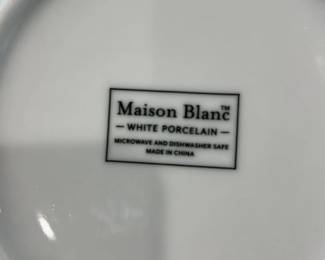 Maison Blanc™
— WHITE PORCELAIN —
MICROWAVE AND DISHWASHER SAFE
MADE IN CHINA